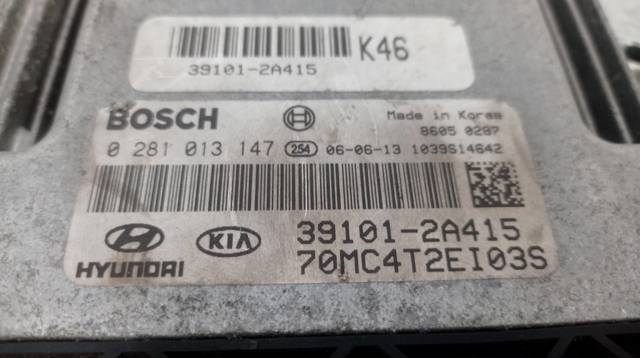 39101-2A415 K46
BOSCH
Made in Korea
8605 0287
0 281 013 147 254 06-06-13 1039S14642
HYUNDAI KIA 39101-2A415
70MC4T2EI03S